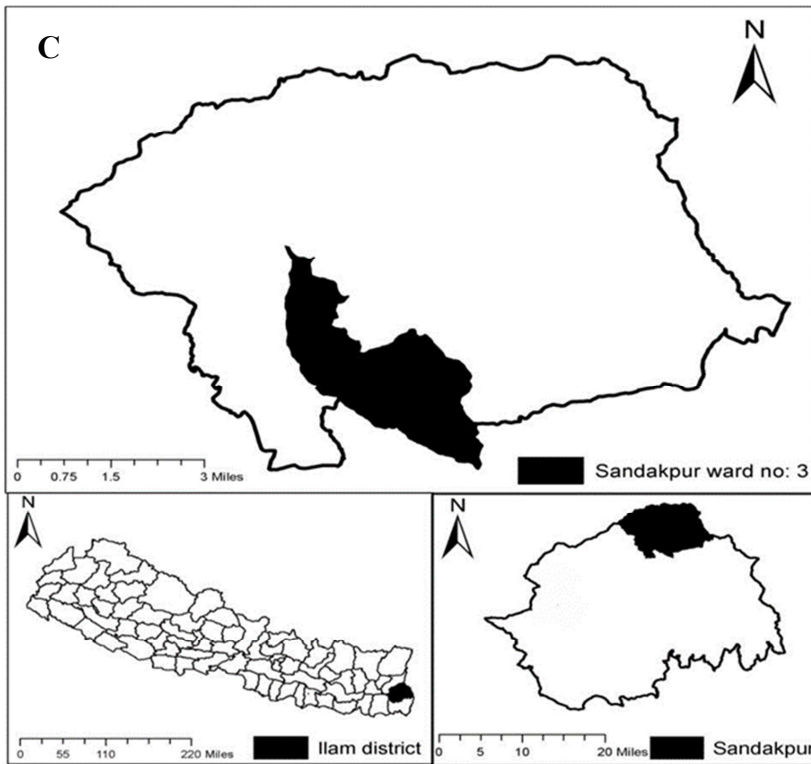 C
N
0 0.75 1.5 3 Miles
Sandakpur ward no: 3
N
0 55 110 220 Miles
Ilam district
N
0 5 10 20 Miles
Sandakpur